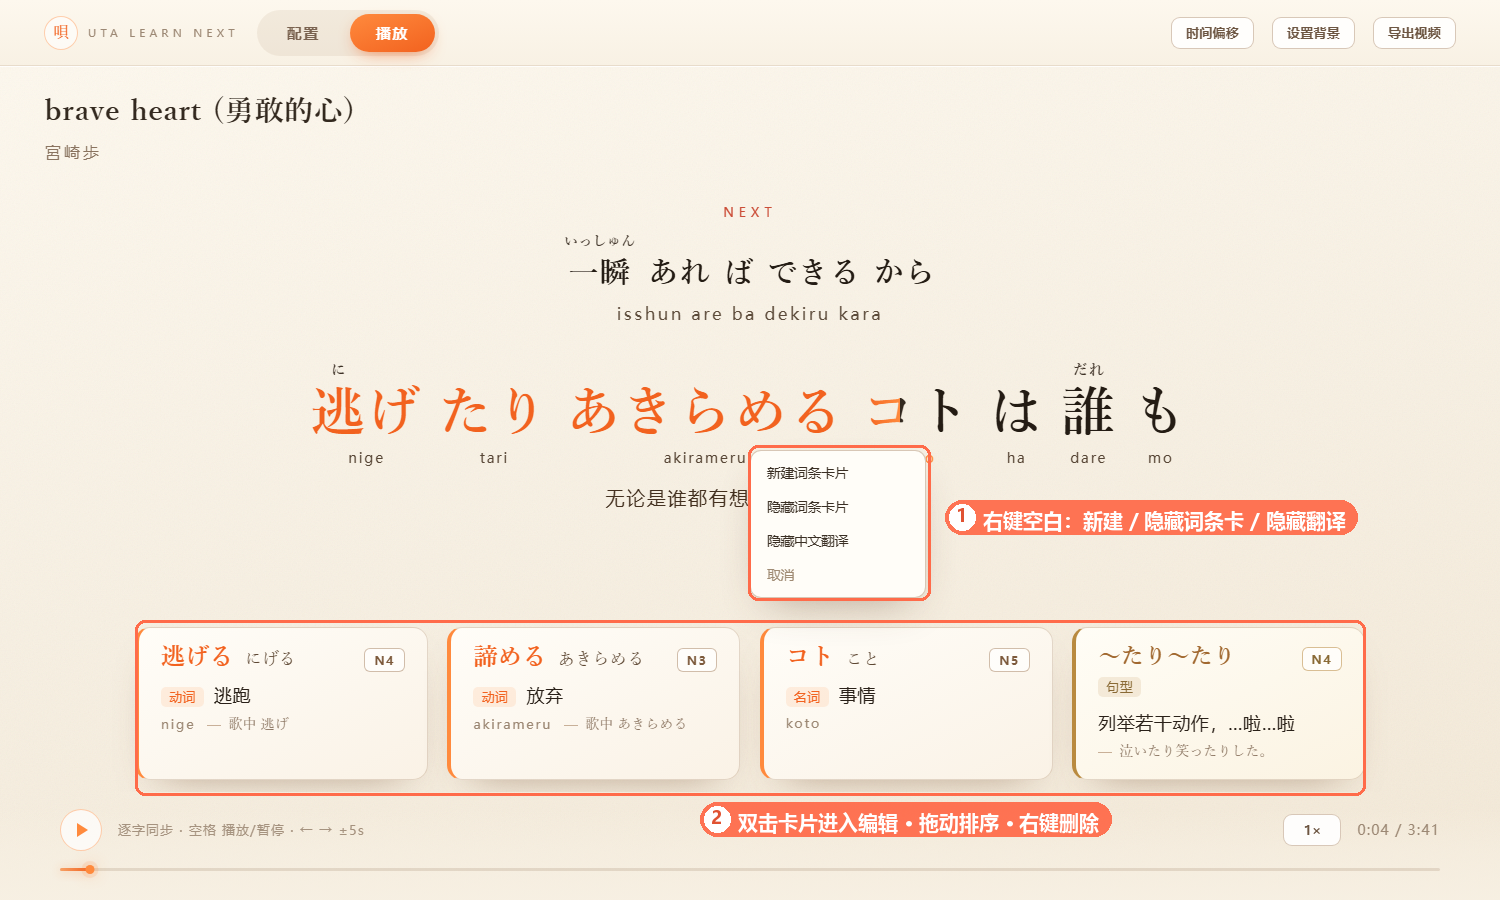 唄 UTA LEARN NEXT 配置 播放 时间偏移 设置背景 导出视频
brave heart（勇敢的心）
宮崎歩
NEXT
いっしゅん
一瞬 あれ ば できる から
isshun are ba dekiru kara
に だれ
逃げ たり あきらめる コト は 誰 も
nige tari akirameru ha dare mo
无论是谁都有想
新建词条卡片
隐藏词条卡片
隐藏中文翻译
取消
1 右键空白：新建 / 隐藏词条卡 / 隐藏翻译
逃げる にげる N4
动词 逃跑
nige — 歌中 逃げ
諦める あきらめる N3
动词 放弃
akirameru — 歌中 あきらめる
コト こと N5
名词 事情
koto
～たり～たり N4
句型
列举若干动作，…啦…啦
— 泣いたり笑ったりした。
2 双击卡片进入编辑・拖动排序・右键删除
逐字同步 · 空格 播放/暂停 · ← → ±5s 1× 0:04 / 3:41